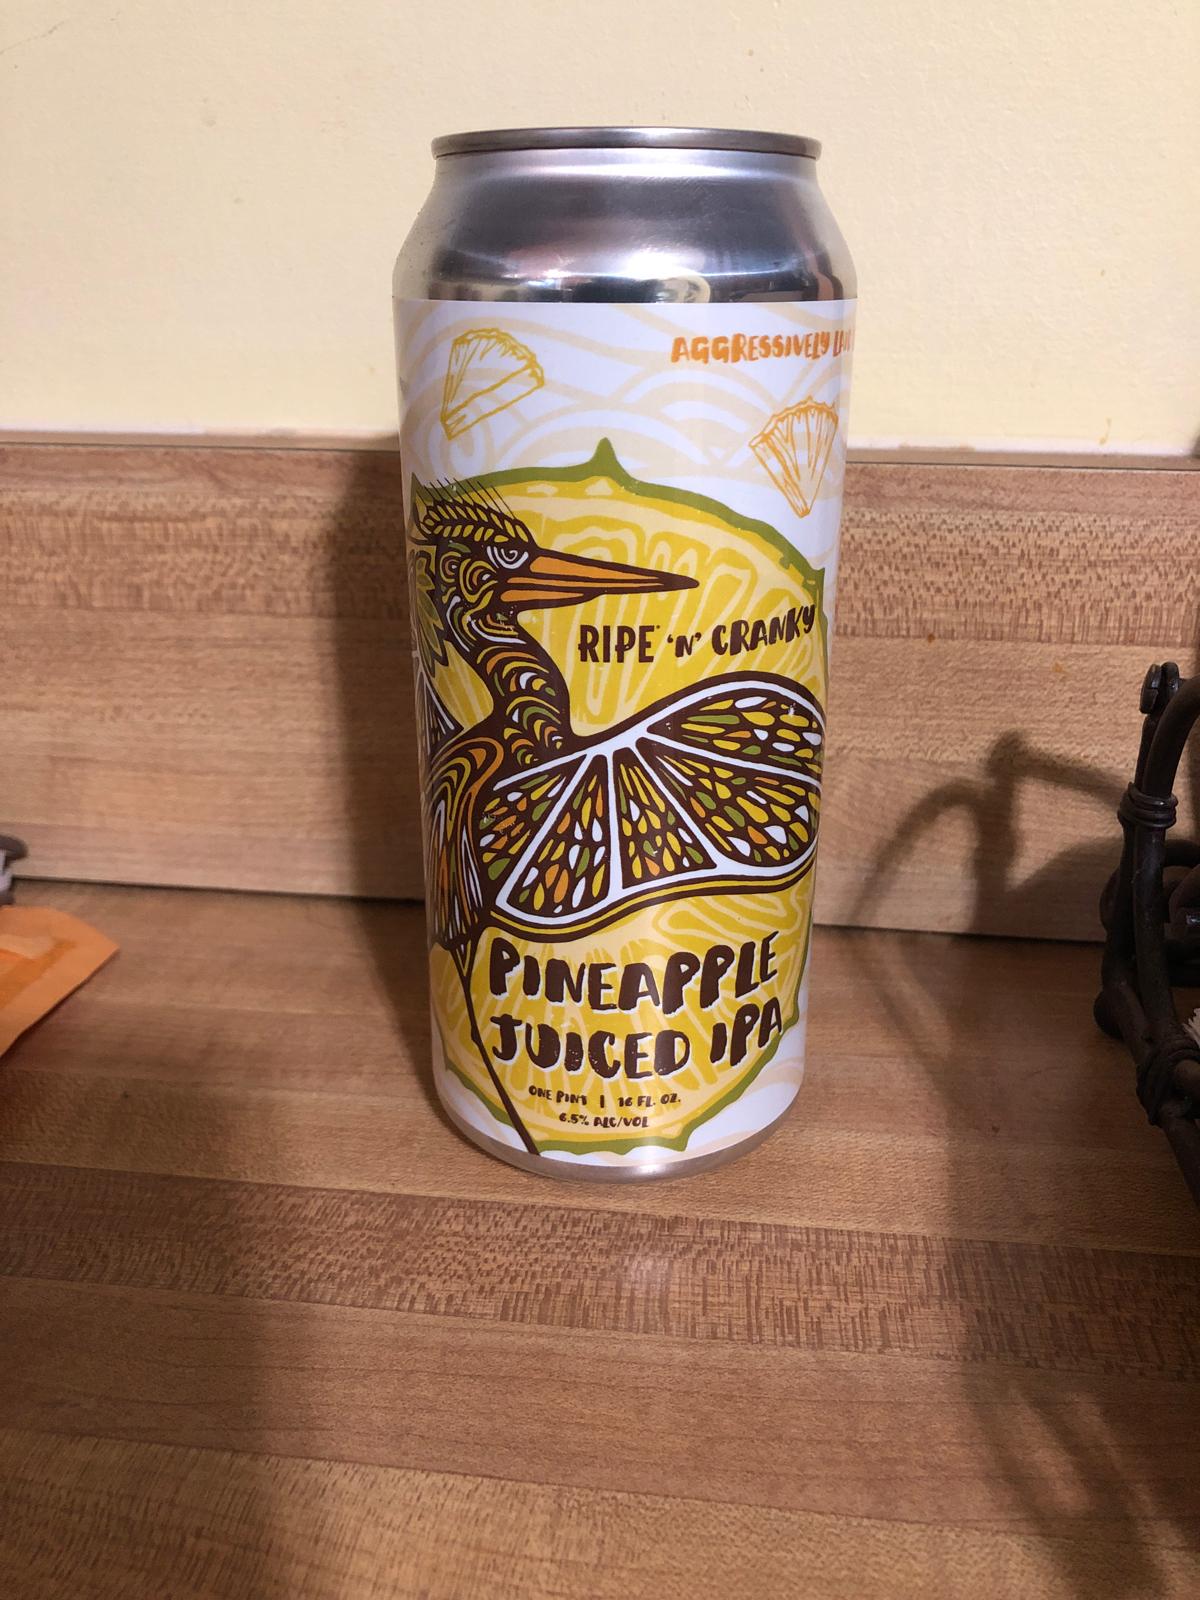 AGGRESSIVELY
RIPE 'N' CRANKY
PINEAPPLE
JUICED IPA
ONE PINT | 16 FL. OZ.
6.5% ALC/VOL